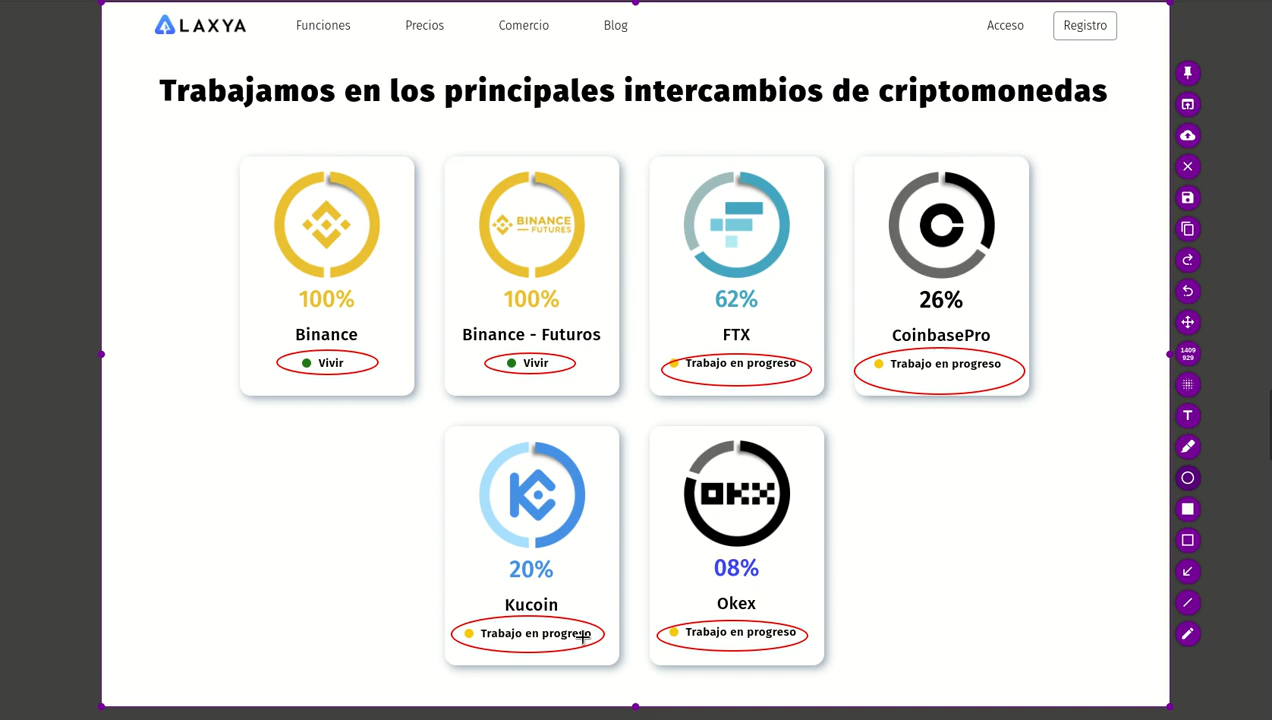 LAXYA Funciones Precios Comercio Blog Acceso Registro
Trabajamos en los principales intercambios de criptomonedas
BINANCE
FUTURES
OKX
100% 100% 62% 26%
Binance Binance - Futuros FTX CoinbasePro
Vivir Vivir Trabajo en progreso Trabajo en progreso
20% 08%
Kucoin Okex
Trabajo en progreso Trabajo en progreso
1409
929
T